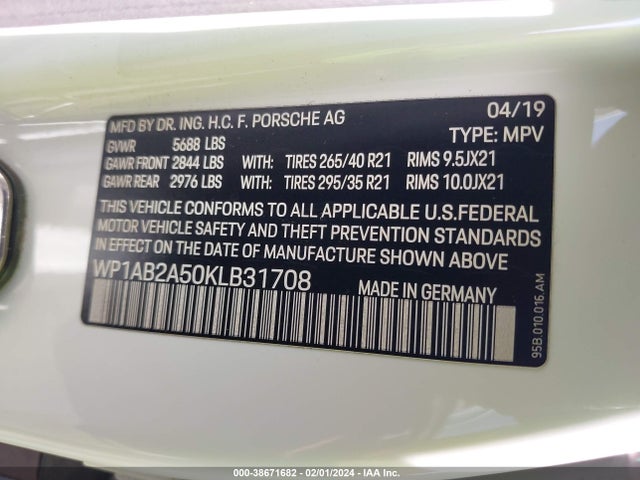 MFD BY DR. ING. H.C. F. PORSCHE AG 04/19
GVWR 5688 LBS TYPE: MPV
GAWR FRONT 2844 LBS WITH: TIRES 265/40 R21 RIMS 9.5JX21
GAWR REAR 2976 LBS WITH: TIRES 295/35 R21 RIMS 10.0JX21
THIS VEHICLE CONFORMS TO ALL APPLICABLE U.S.FEDERAL
MOTOR VEHICLE SAFETY AND THEFT PREVENTION STANDARDS
IN EFFECT ON THE DATE OF MANUFACTURE SHOWN ABOVE
WP1AB2A50KLB31708 MADE IN GERMANY
95B.010.016.AM
000-38671682 - 02/01/2024 - IAA Inc.